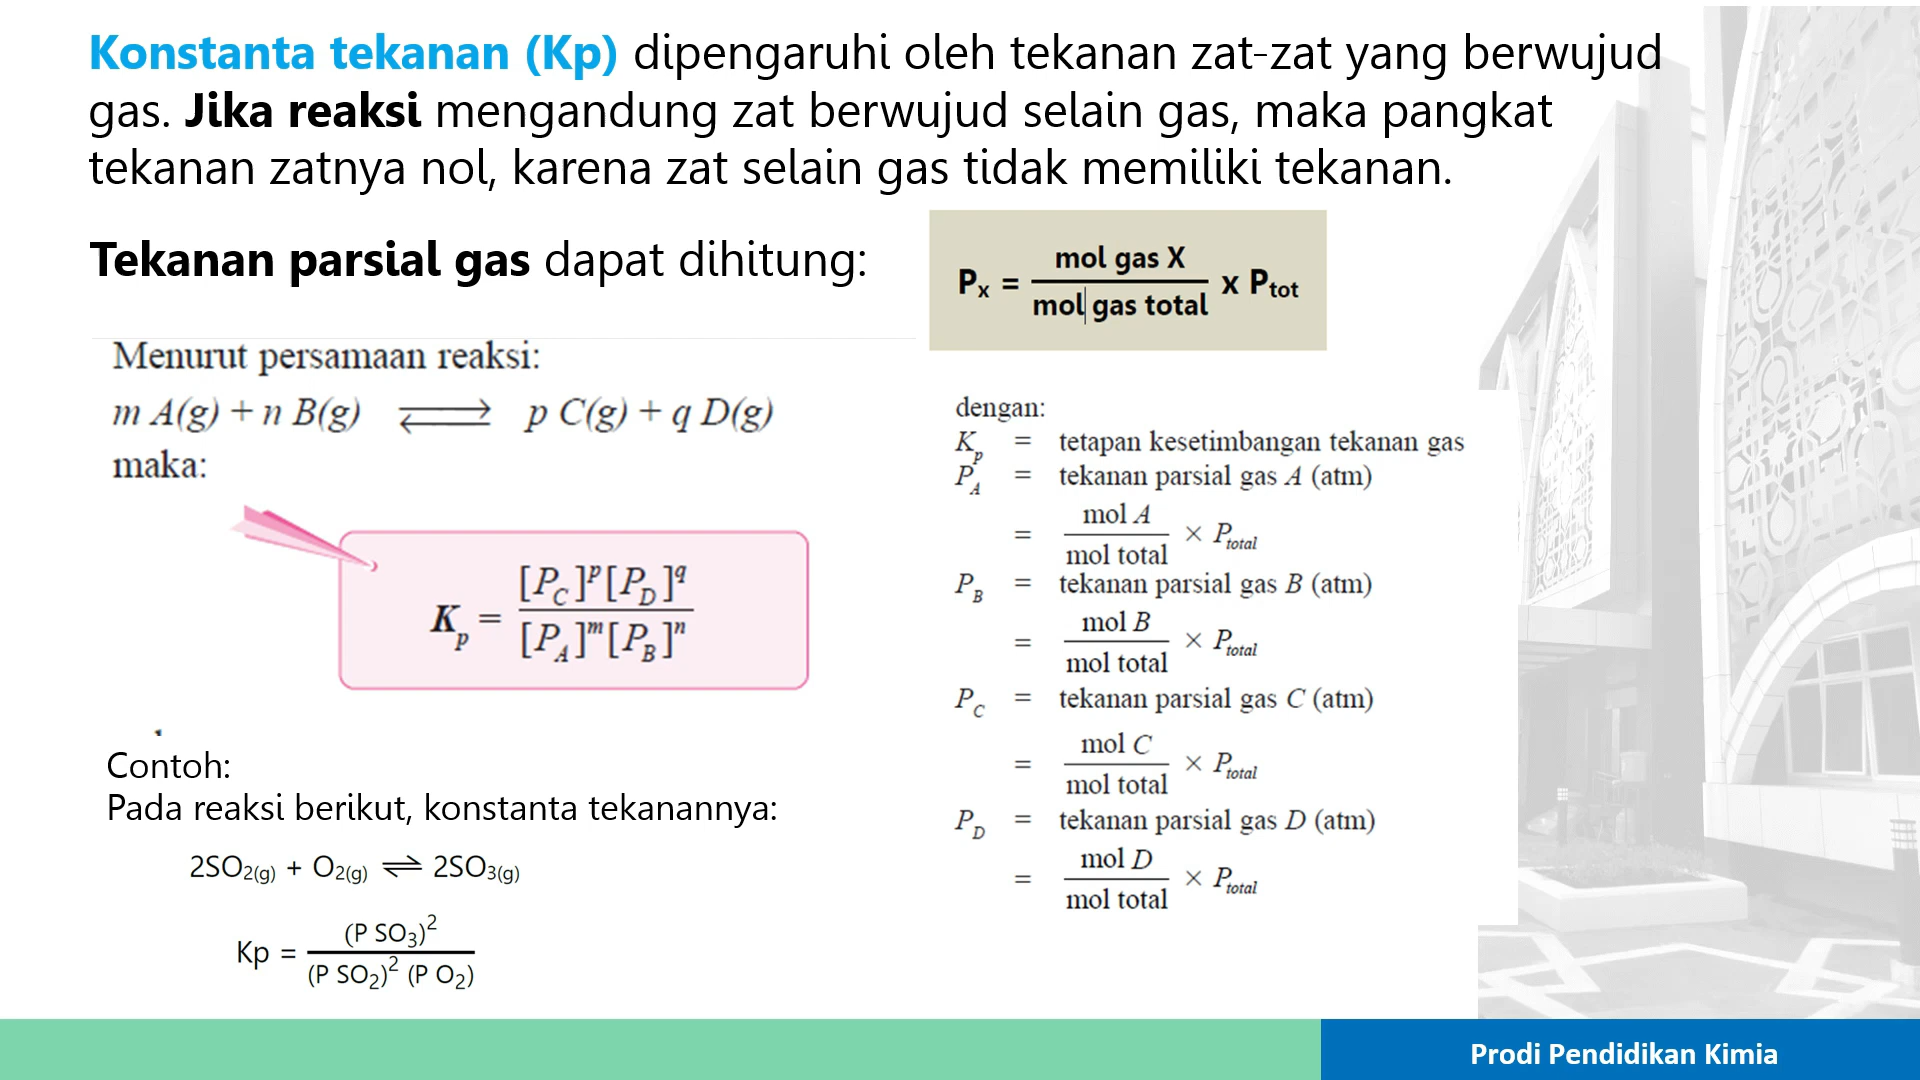 Konstanta tekanan (Kp) dipengaruhi oleh tekanan zat-zat yang berwujud
gas. Jika reaksi mengandung zat berwujud selain gas, maka pangkat
tekanan zatnya nol, karena zat selain gas tidak memiliki tekanan.
Tekanan parsial gas dapat dihitung:
Pₓ = mol gas X / mol gas total x Ptot
Menurut persamaan reaksi:
m A(g) + n B(g) ⇌ p C(g) + q D(g)
maka:
Kp = [P_C]^p [P_D]^q / [P_A]^m [P_B]^n
Contoh:
Pada reaksi berikut, konstanta tekanannya:
2SO₂(g) + O₂(g) ⇌ 2SO₃(g)
Kp = (P SO₃)² / (P SO₂)² (P O₂)
dengan:
K_p = tetapan kesetimbangan tekanan gas
P_A = tekanan parsial gas A (atm)
= mol A / mol total × P_total
P_B = tekanan parsial gas B (atm)
= mol B / mol total × P_total
P_C = tekanan parsial gas C (atm)
= mol C / mol total × P_total
P_D = tekanan parsial gas D (atm)
= mol D / mol total × P_total
Prodi Pendidikan Kimia